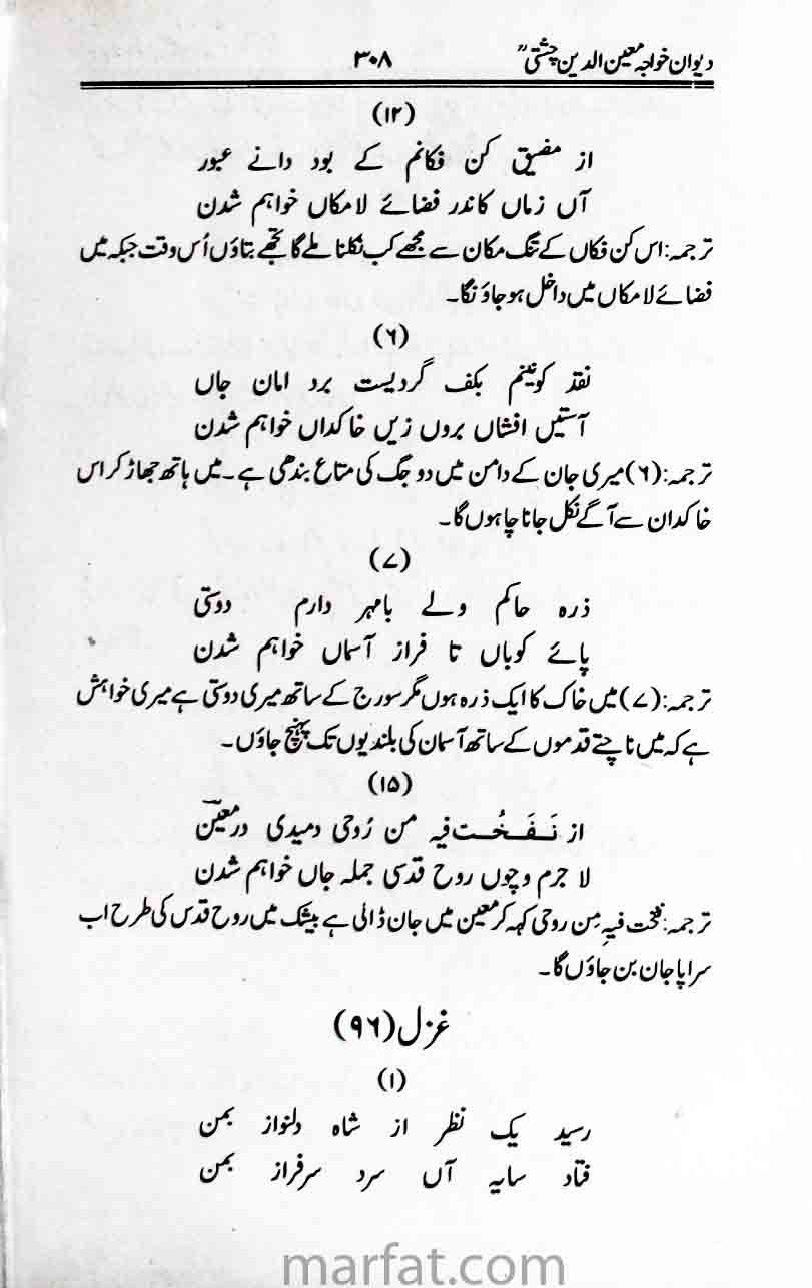 دیوان خواجہ معین الدین چشتیؒ ۳۰۸
(۱۲)
از مضیق کن فکانم کے بود دانے عبور
آں زماں کاندر فضائے لامکاں خواہم شدن
ترجمہ: اس کن فکاں کے تنگ مکان سے مجھے کب نکلنا ملے گا تجھے بتاؤں اُس وقت جبکہ میں
فضائے لامکاں میں داخل ہو جاؤنگا۔
(٦)
نقد کونینم بکف گردیست برد امان جاں
آستیں افشاں بروں زیں خاکداں خواہم شدن
ترجمہ: (٦) میری جان کے دامن میں دو جگ کی متاع بندھی ہے۔ میں ہاتھ جھاڑ کر اس
خاکدان سے آگے نکل جانا چاہوں گا۔
(۷)
ذرہ حاکم ولے بامہر دارم دوستی
پائے کوباں تا فراز آسماں خواہم شدن
ترجمہ: (۷) میں خاک کا ایک ذرہ ہوں مگر سورج کے ساتھ میری دوستی ہے میری خواہش
ہے کہ میں ناچتے قدموں کے ساتھ آسمان کی بلندیوں تک پہنچ جاؤں۔
(۱۵)
از نَفَخُت فیہ من رُوحی دمیدی در معین
لا جرم وچوں روح قدسی جملہ جاں خواہم شدن
ترجمہ: نفخت فیہِ مِن روحی کہہ کر معین میں جان ڈالی ہے بیشک میں روح قدس کی طرح اب
سراپا جان بن جاؤں گا۔
غزل (۹٦)
(۱)
رسید یک نظر از شاہ دلنواز بمن
فتاد سایہ آں سرد سرفراز بمن
marfat.com